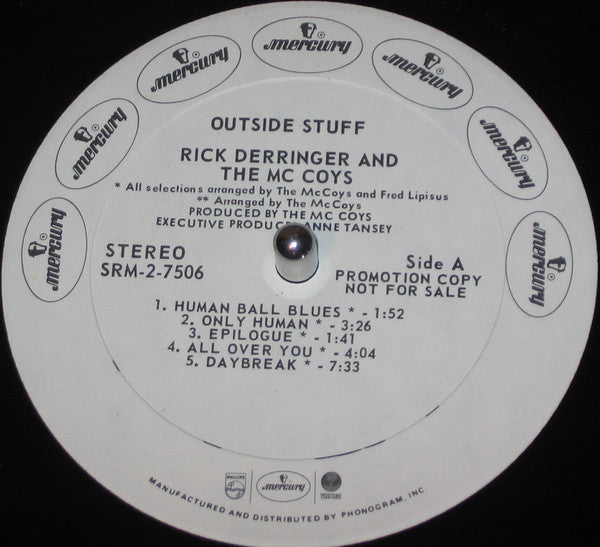 mercury
mercury
mercury
mercury
mercury
mercury
mercury
OUTSIDE STUFF
RICK DERRINGER AND
THE MC COYS
* All selections arranged by The McCoys and Fred Lipisus
** Arranged by The McCoys
PRODUCED BY THE MC COYS
EXECUTIVE PRODUCE ANNE TANSEY
STEREO
SRM-2-7506
Side A
PROMOTION COPY
NOT FOR SALE
1. HUMAN BALL BLUES * - 1:52
2. ONLY HUMAN * - 3:26
3. EPILOGUE * - 1:41
4. ALL OVER YOU * - 4:04
5. DAYBREAK * - 7:33
PHILIPS
mercury
MANUFACTURED AND DISTRIBUTED BY PHONOGRAM, INC.